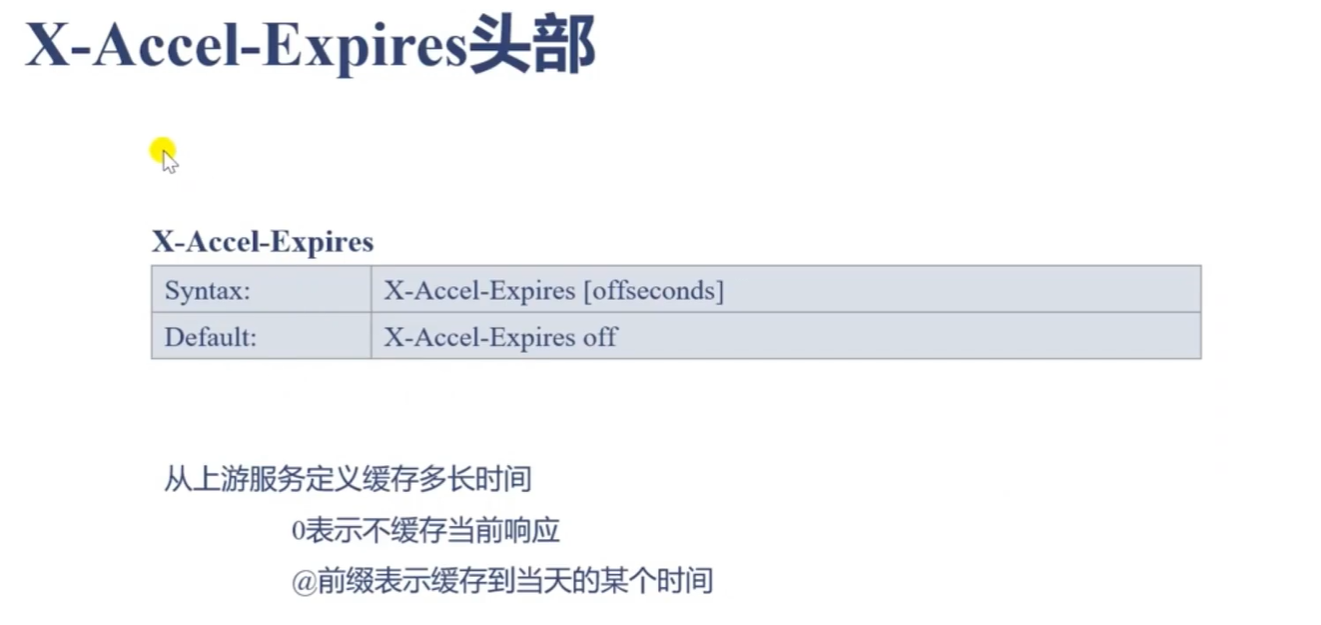 X-Accel-Expires头部
X-Accel-Expires
Syntax: X-Accel-Expires [offseconds]
Default: X-Accel-Expires off
从上游服务定义缓存多长时间
0表示不缓存当前响应
@前缀表示缓存到当天的某个时间